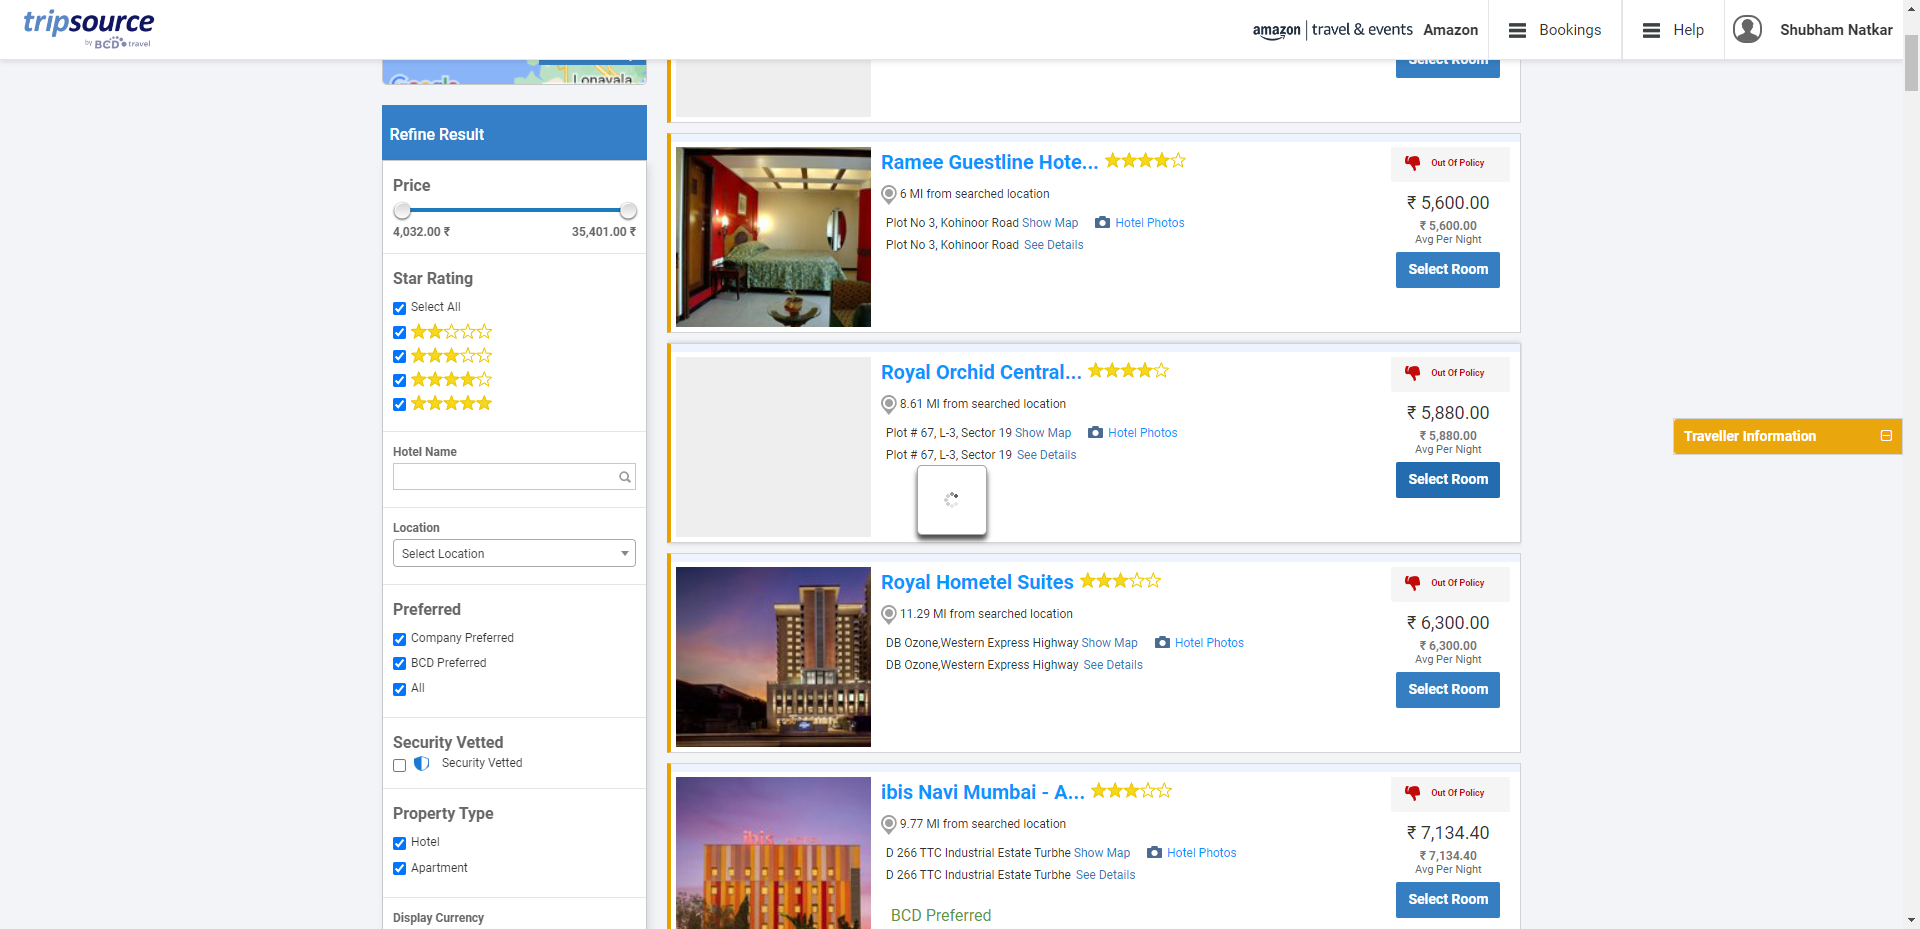 tripsource
by BCD travel
amazon | travel & events
Amazon
Bookings
Help
Shubham Natkar
Google
Lonavala
Select Room
Refine Result
Price
4,032.00 ₹
35,401.00 ₹
Star Rating
Select All
Hotel Name
Location
Select Location
Preferred
Company Preferred
BCD Preferred
All
Security Vetted
Security Vetted
Property Type
Hotel
Apartment
Display Currency
Ramee Guestline Hote...
6 MI from searched location
Plot No 3, Kohinoor Road Show Map Hotel Photos
Plot No 3, Kohinoor Road See Details
Out Of Policy
₹ 5,600.00
₹ 5,600.00
Avg Per Night
Select Room
Royal Orchid Central...
8.61 MI from searched location
Plot # 67, L-3, Sector 19 Show Map Hotel Photos
Plot # 67, L-3, Sector 19 See Details
Out Of Policy
₹ 5,880.00
₹ 5,880.00
Avg Per Night
Select Room
Royal Hometel Suites
11.29 MI from searched location
DB Ozone,Western Express Highway Show Map Hotel Photos
DB Ozone,Western Express Highway See Details
Out Of Policy
₹ 6,300.00
₹ 6,300.00
Avg Per Night
Select Room
ibis Navi Mumbai - A...
9.77 MI from searched location
D 266 TTC Industrial Estate Turbhe Show Map Hotel Photos
D 266 TTC Industrial Estate Turbhe See Details
BCD Preferred
Out Of Policy
₹ 7,134.40
₹ 7,134.40
Avg Per Night
Select Room
ibis
Traveller Information